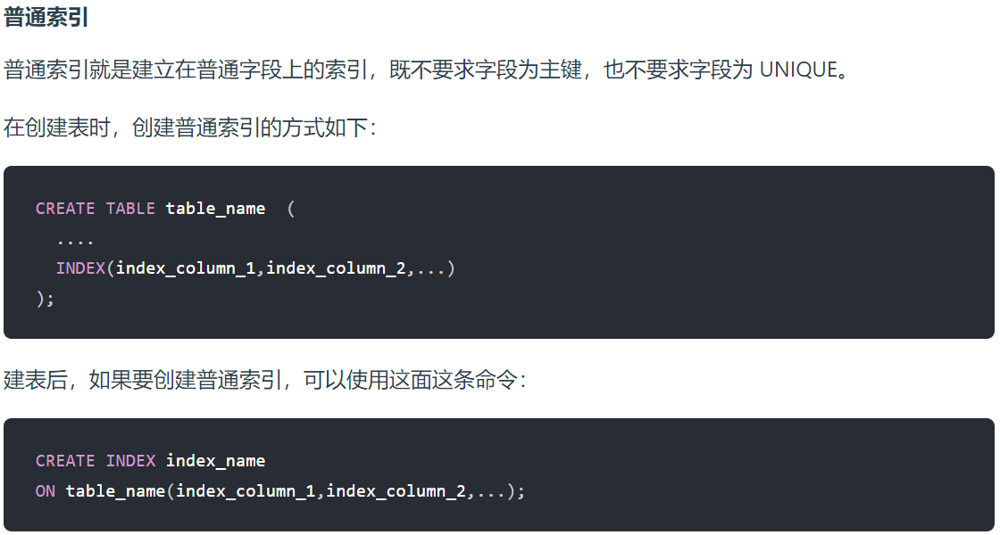 普通索引
普通索引就是建立在普通字段上的索引，既不要求字段为主键，也不要求字段为 UNIQUE。
在创建表时，创建普通索引的方式如下：
CREATE TABLE table_name  (
  ....
  INDEX(index_column_1,index_column_2,...)
);
建表后，如果要创建普通索引，可以使用这面这条命令：
CREATE INDEX index_name
ON table_name(index_column_1,index_column_2,...);